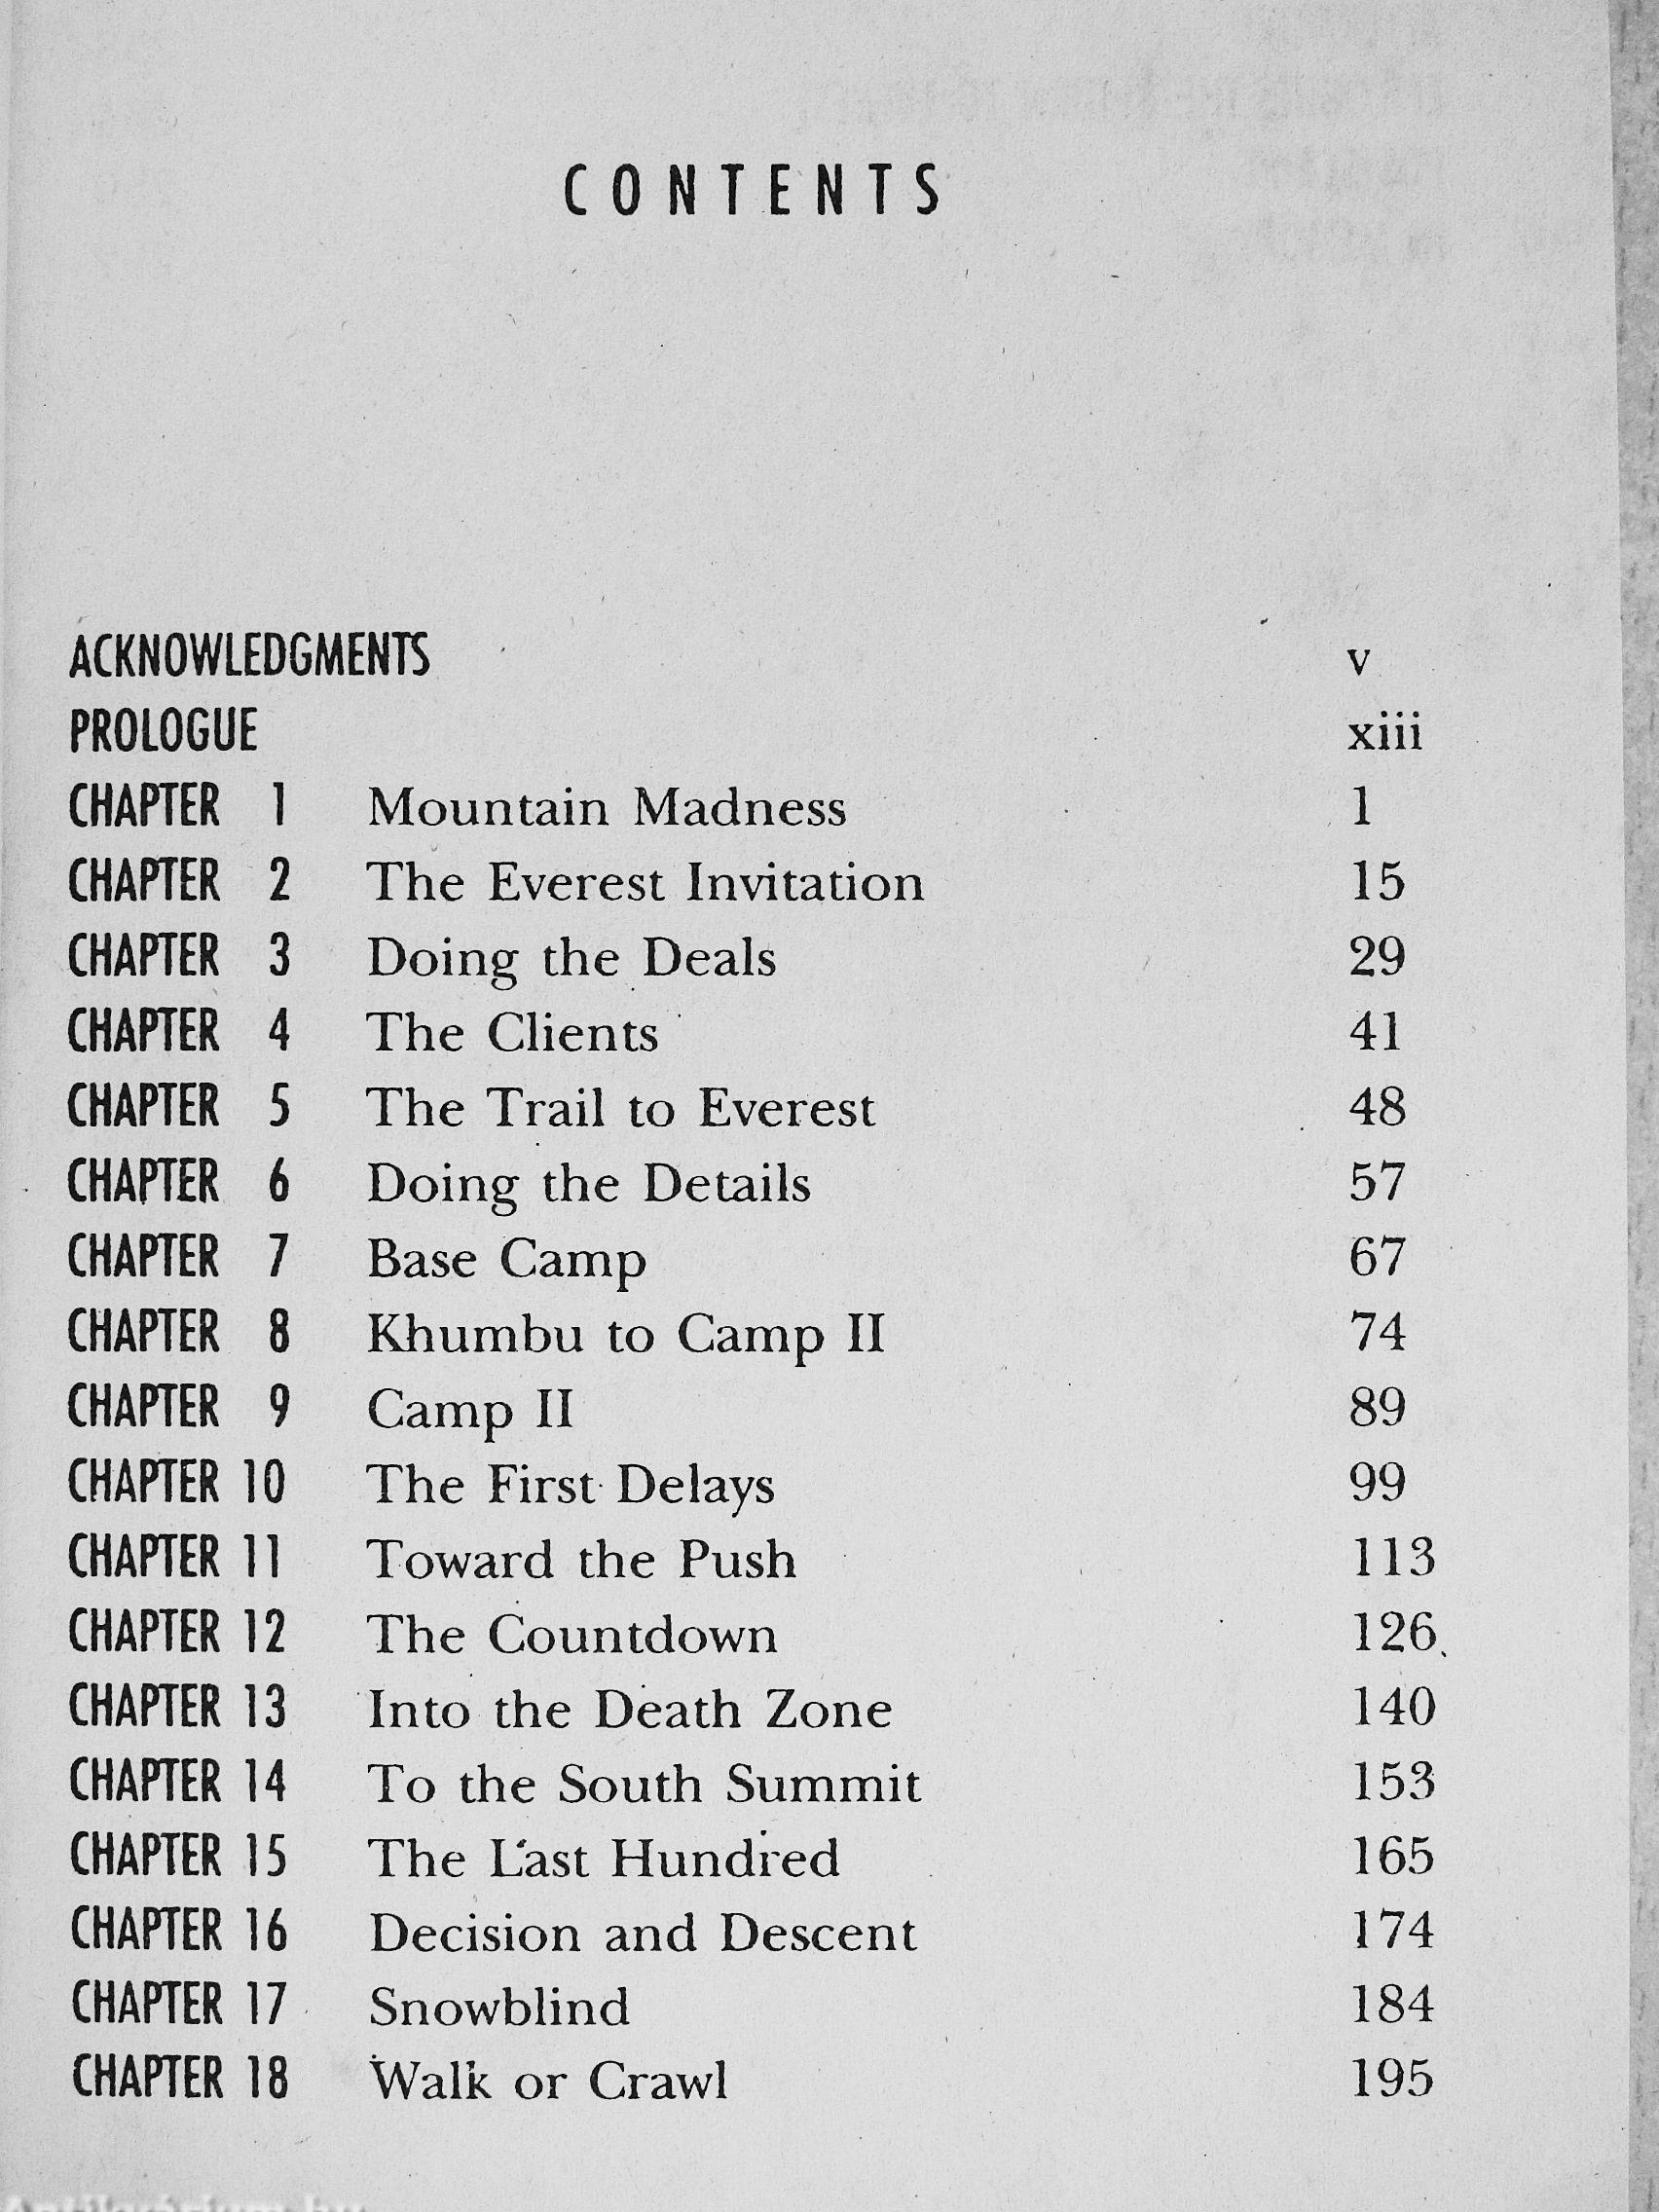 CONTENTS
ACKNOWLEDGMENTS v
PROLOGUE xiii
CHAPTER 1 Mountain Madness 1
CHAPTER 2 The Everest Invitation 15
CHAPTER 3 Doing the Deals 29
CHAPTER 4 The Clients 41
CHAPTER 5 The Trail to Everest 48
CHAPTER 6 Doing the Details 57
CHAPTER 7 Base Camp 67
CHAPTER 8 Khumbu to Camp II 74
CHAPTER 9 Camp II 89
CHAPTER 10 The First Delays 99
CHAPTER 11 Toward the Push 113
CHAPTER 12 The Countdown 126
CHAPTER 13 Into the Death Zone 140
CHAPTER 14 To the South Summit 153
CHAPTER 15 The Last Hundred 165
CHAPTER 16 Decision and Descent 174
CHAPTER 17 Snowblind 184
CHAPTER 18 Walk or Crawl 195